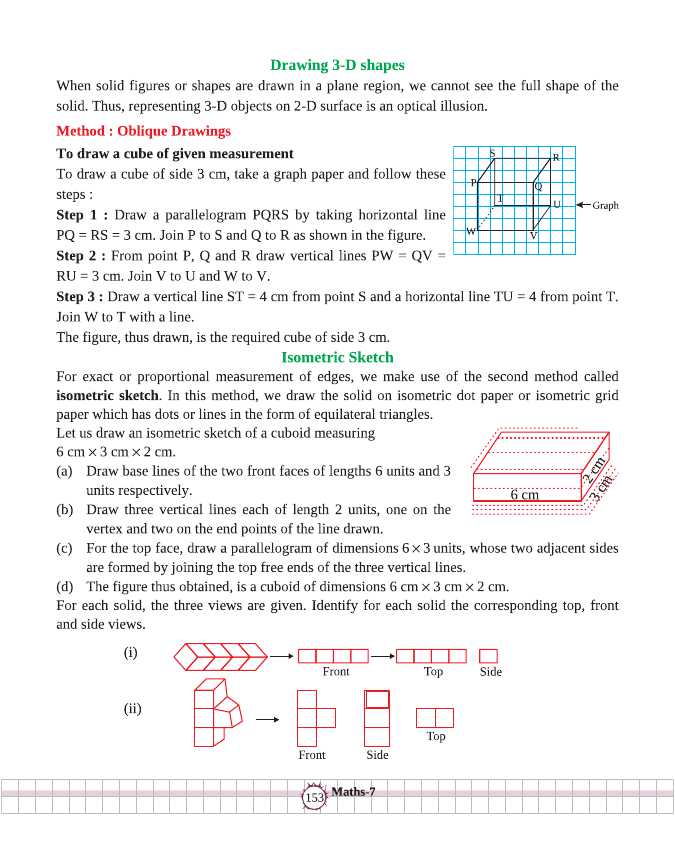 Drawing 3-D shapes
When solid figures or shapes are drawn in a plane region, we cannot see the full shape of the
solid. Thus, representing 3-D objects on 2-D surface is an optical illusion.
Method : Oblique Drawings
To draw a cube of given measurement
To draw a cube of side 3 cm, take a graph paper and follow these
steps :
Step 1 : Draw a parallelogram PQRS by taking horizontal line
PQ = RS = 3 cm. Join P to S and Q to R as shown in the figure.
Step 2 : From point P, Q and R draw vertical lines PW = QV =
RU = 3 cm. Join V to U and W to V.
S
R
P
Q
T
U
W
V
Graph
Step 3 : Draw a vertical line ST = 4 cm from point S and a horizontal line TU = 4 from point T.
Join W to T with a line.
The figure, thus drawn, is the required cube of side 3 cm.
Isometric Sketch
For exact or proportional measurement of edges, we make use of the second method called
isometric sketch. In this method, we draw the solid on isometric dot paper or isometric grid
paper which has dots or lines in the form of equilateral triangles.
Let us draw an isometric sketch of a cuboid measuring
6 cm × 3 cm × 2 cm.
(a) Draw base lines of the two front faces of lengths 6 units and 3
units respectively.
(b) Draw three vertical lines each of length 2 units, one on the
vertex and two on the end points of the line drawn.
6 cm
2 cm
3 cm
(c) For the top face, draw a parallelogram of dimensions 6 × 3 units, whose two adjacent sides
are formed by joining the top free ends of the three vertical lines.
(d) The figure thus obtained, is a cuboid of dimensions 6 cm × 3 cm × 2 cm.
For each solid, the three views are given. Identify for each solid the corresponding top, front
and side views.
(i)
Front
Top
Side
(ii)
Front
Side
Top
153
Maths-7